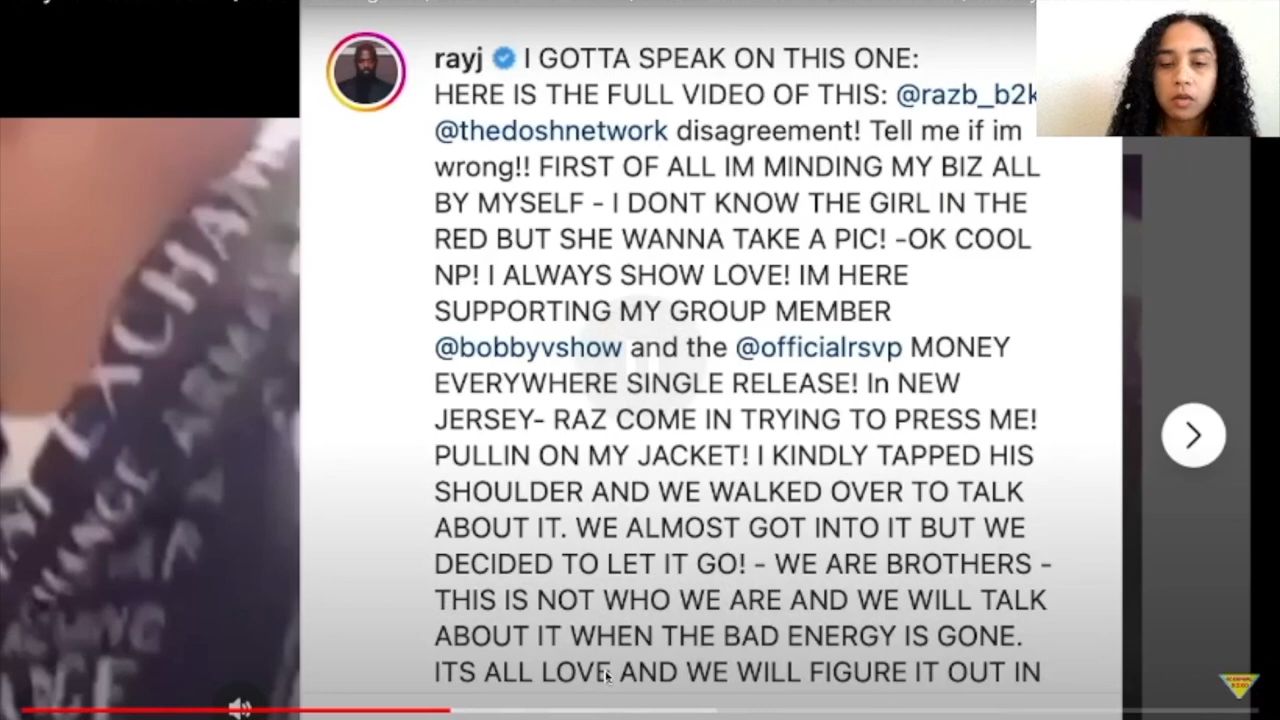 rayj I GOTTA SPEAK ON THIS ONE:
HERE IS THE FULL VIDEO OF THIS: @razb_b2k
@thedoshnetwork disagreement! Tell me if im
wrong!! FIRST OF ALL IM MINDING MY BIZ ALL
BY MYSELF - I DONT KNOW THE GIRL IN THE
RED BUT SHE WANNA TAKE A PIC! -OK COOL
NP! I ALWAYS SHOW LOVE! IM HERE
SUPPORTING MY GROUP MEMBER
@bobbyvshow and the @officialrsvp MONEY
EVERYWHERE SINGLE RELEASE! In NEW
JERSEY- RAZ COME IN TRYING TO PRESS ME!
PULLIN ON MY JACKET! I KINDLY TAPPED HIS
SHOULDER AND WE WALKED OVER TO TALK
ABOUT IT. WE ALMOST GOT INTO IT BUT WE
DECIDED TO LET IT GO! - WE ARE BROTHERS -
THIS IS NOT WHO WE ARE AND WE WILL TALK
ABOUT IT WHEN THE BAD ENERGY IS GONE.
ITS ALL LOVE AND WE WILL FIGURE IT OUT IN